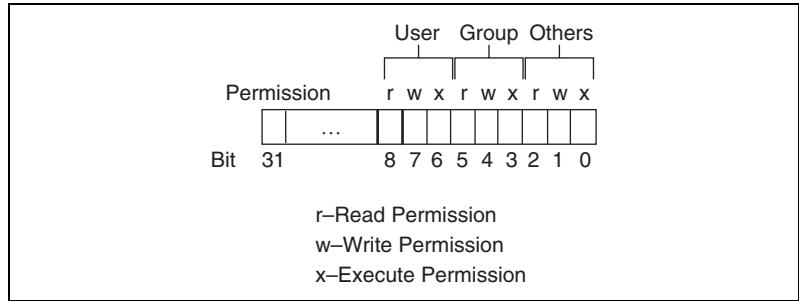 User Group Others
Permission r w x r w x r w x
...
Bit 31 8 7 6 5 4 3 2 1 0
r–Read Permission
w–Write Permission
x–Execute Permission